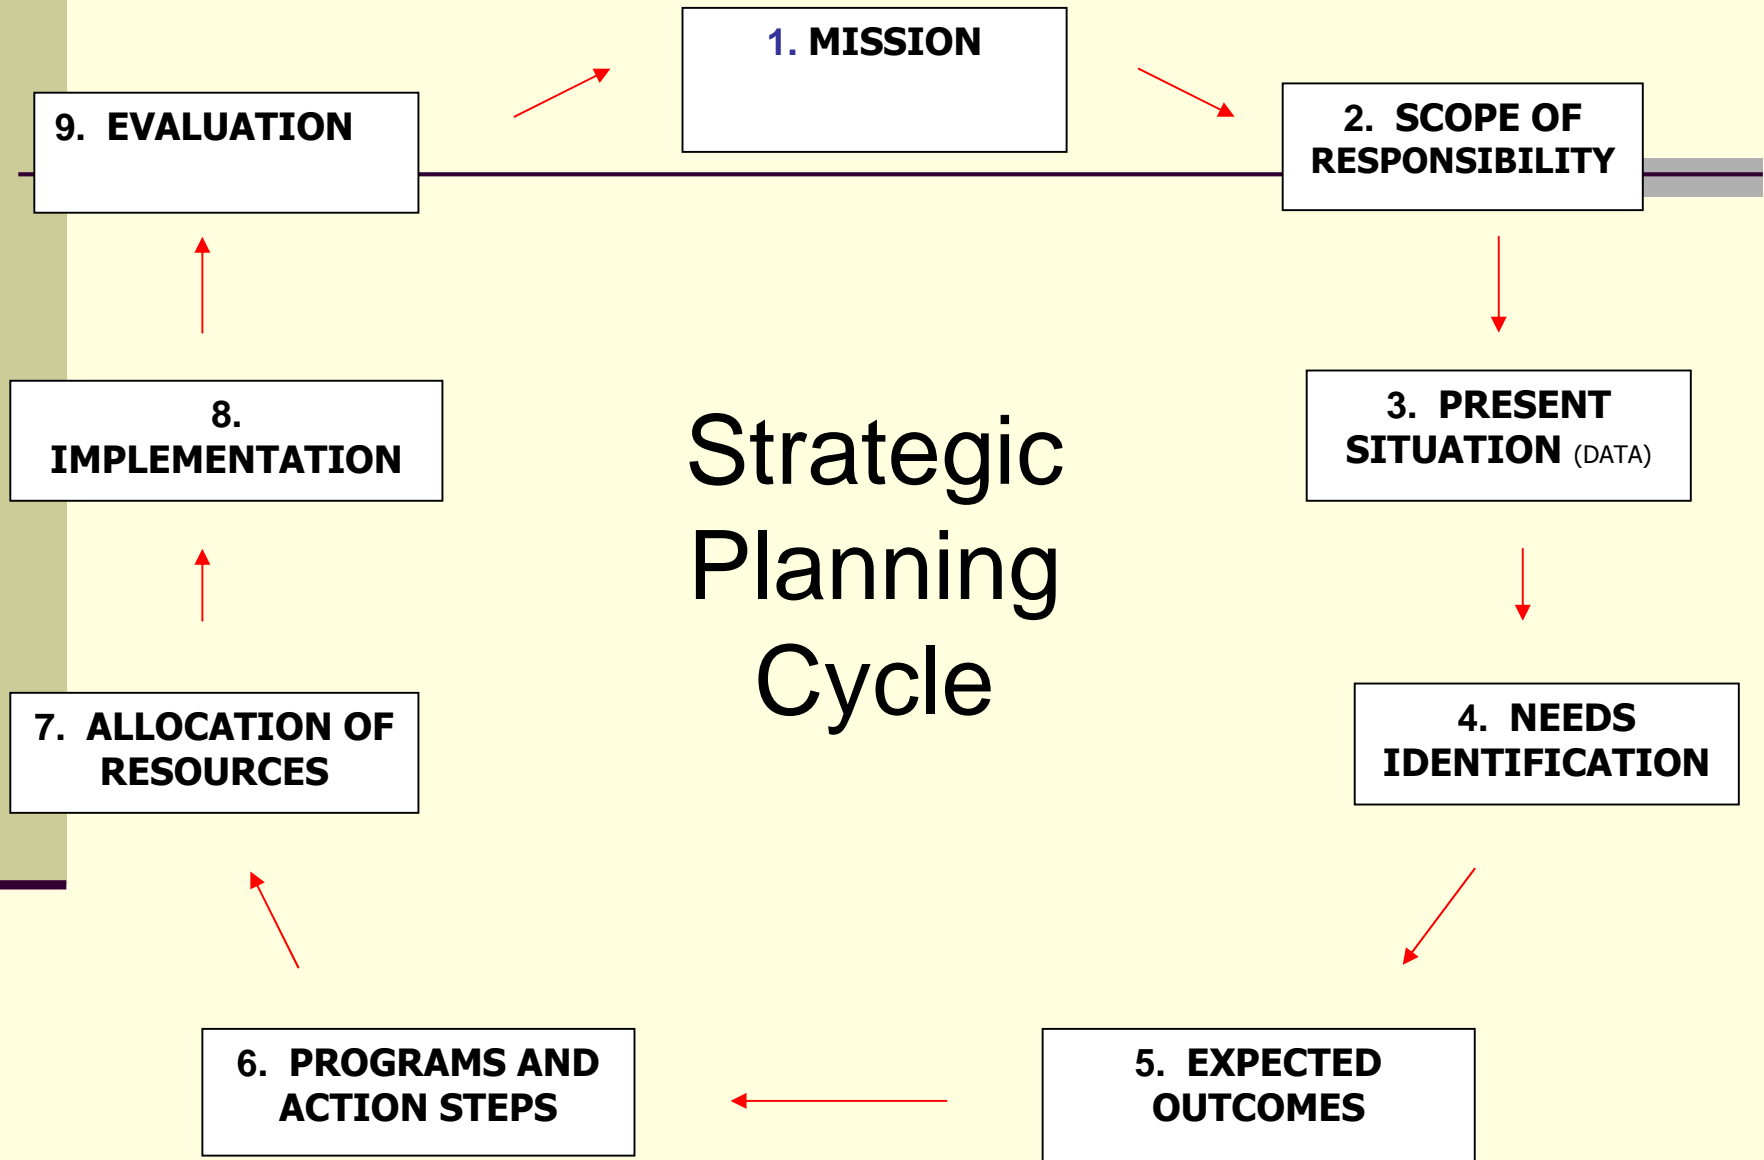 1. MISSION
2. SCOPE OF
RESPONSIBILITY
3. PRESENT
SITUATION (DATA)
4. NEEDS
IDENTIFICATION
5. EXPECTED
OUTCOMES
6. PROGRAMS AND
ACTION STEPS
7. ALLOCATION OF
RESOURCES
8.
IMPLEMENTATION
9. EVALUATION
Strategic
Planning
Cycle